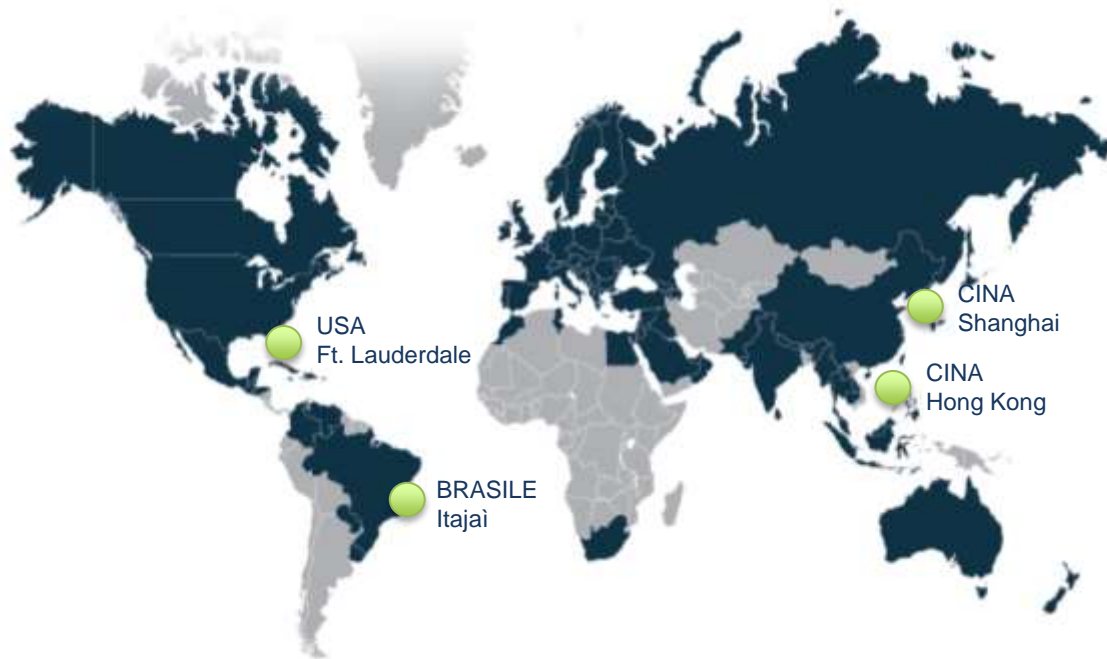 CINA
Shanghai
USA
Ft. Lauderdale
CINA
Hong Kong
BRASILE
Itajaì